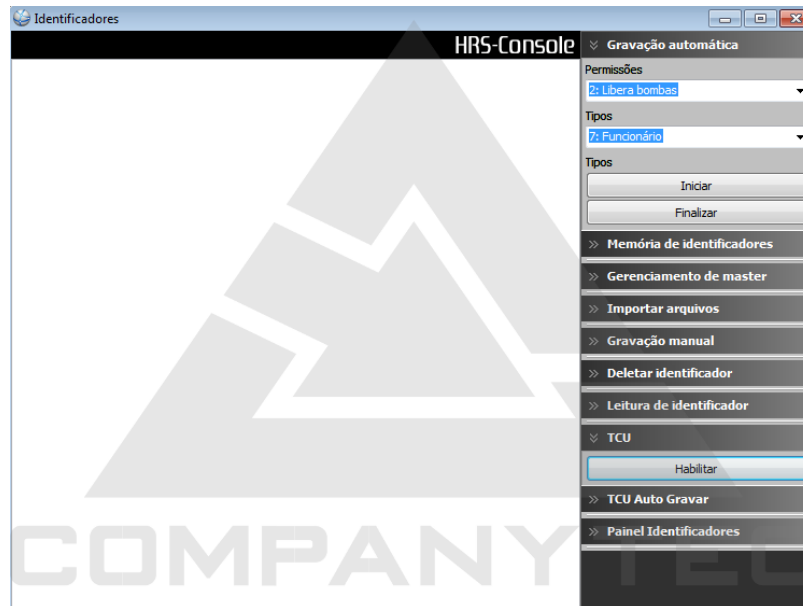 Identificadores
HRS-Console
Gravação automática
Permissões
2: Libera bombas
Tipos
7: Funcionário
Tipos
Iniciar
Finalizar
Memória de identificadores
Gerenciamento de master
Importar arquivos
Gravação manual
Deletar identificador
Leitura de identificador
TCU
Habilitar
TCU Auto Gravar
Painel Identificadores
COMPANYTEC